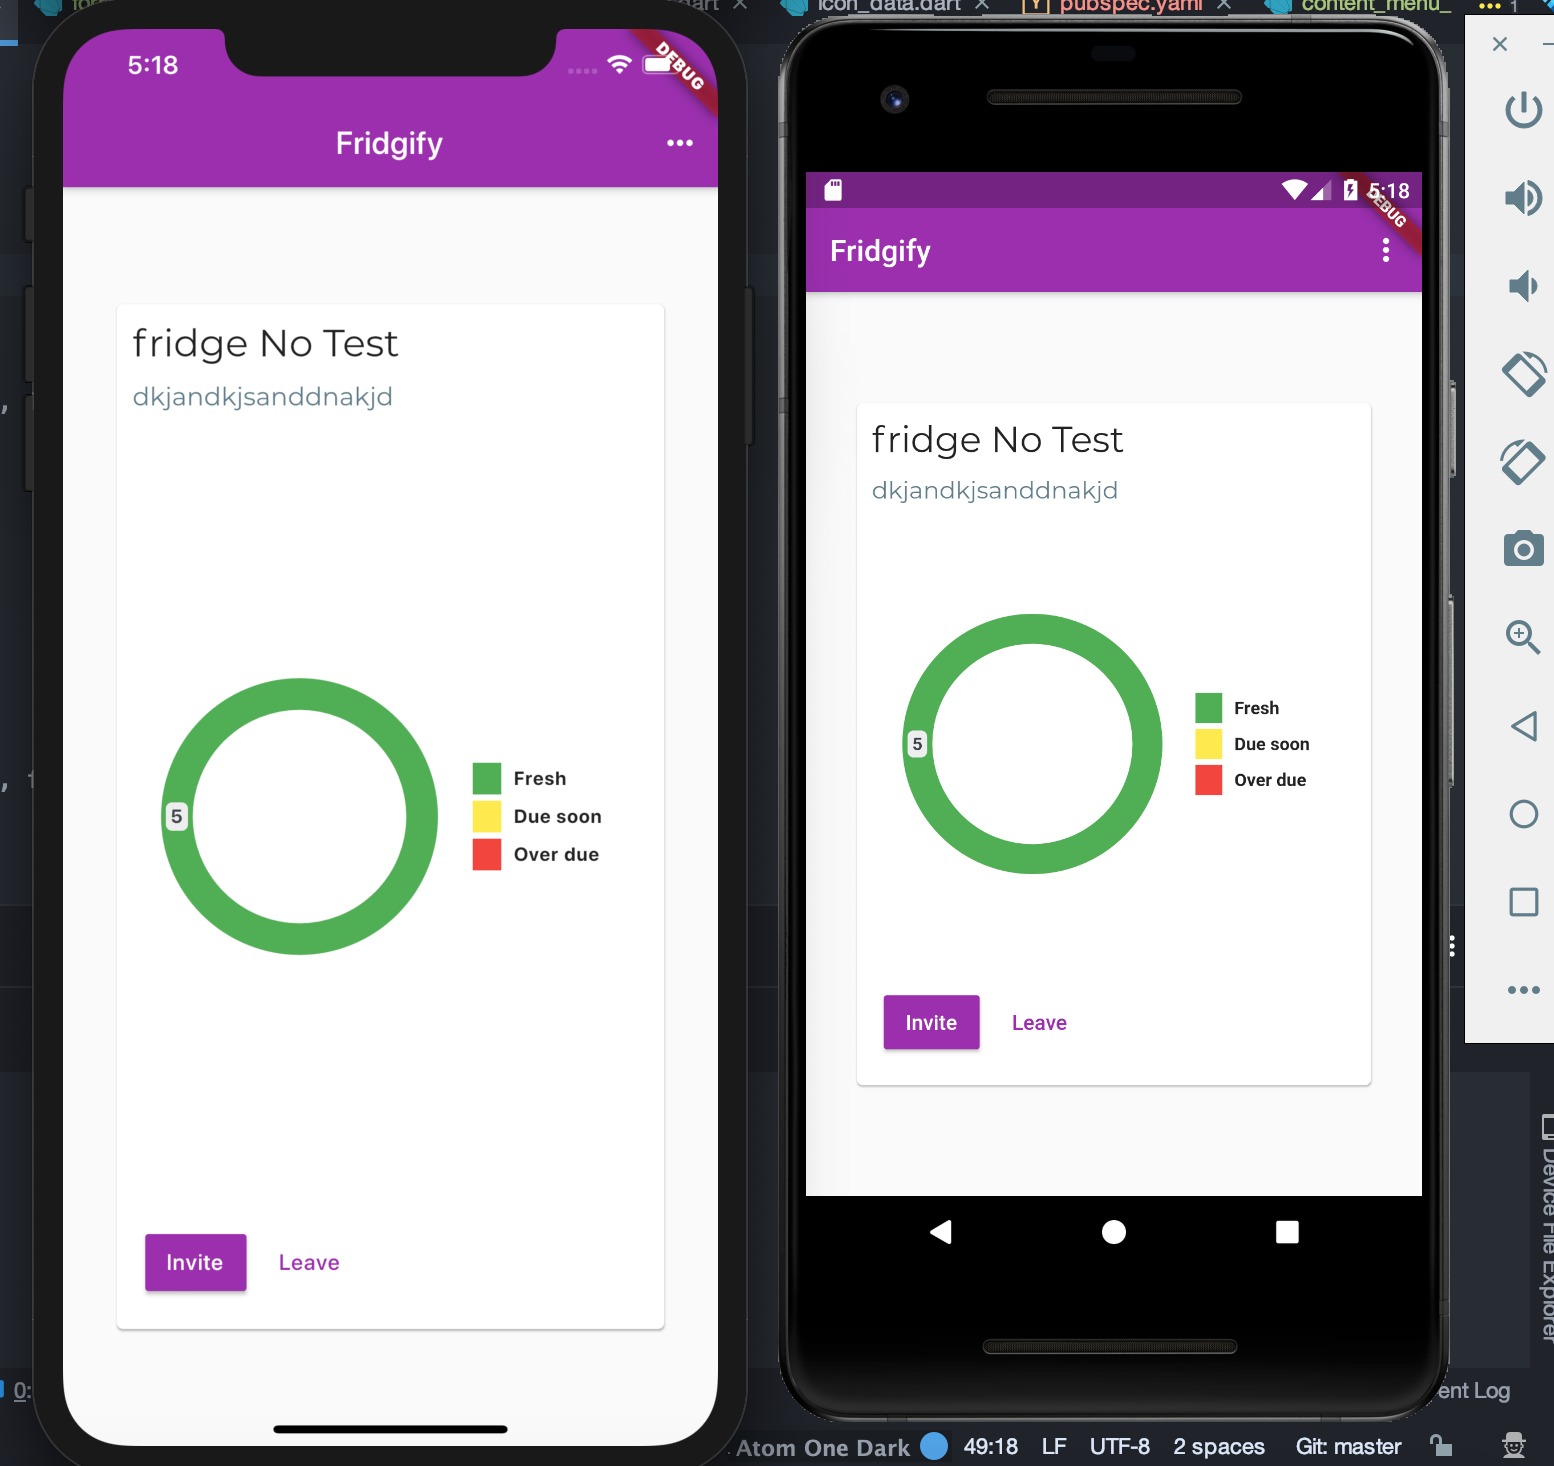 icon_data.dart
pubspec.yaml
content_menu_
1
5:18
DEBUG
Fridgify
fridge No Test
dkjandkjsanddnakjd
5
Fresh
Due soon
Over due
Invite
Leave
5:18
DEBUG
Fridgify
fridge No Test
dkjandkjsanddnakjd
5
Fresh
Due soon
Over due
Invite
Leave
Device File Explorer
0:
ent Log
Atom One Dark 49:18 LF UTF-8 2 spaces Git: master